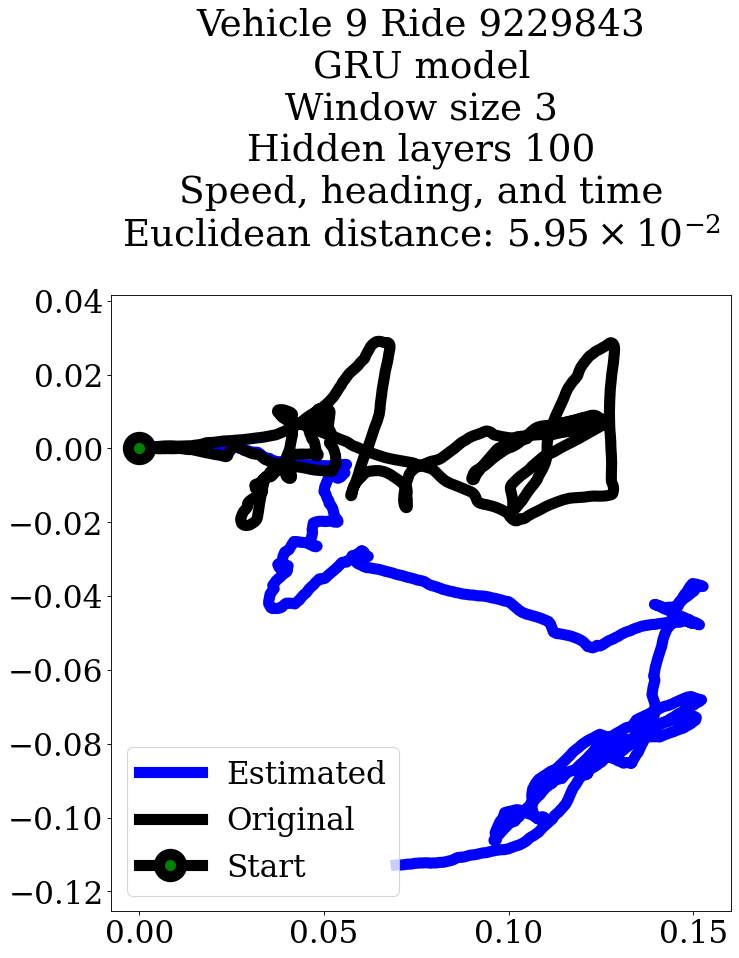 Vehicle 9 Ride 9229843
GRU model
Window size 3
Hidden layers 100
Speed, heading, and time
Euclidean distance: 5.95 × 10⁻²
0.04
0.02
0.00
−0.02
−0.04
−0.06
−0.08
−0.10
−0.12
Estimated
Original
Start
0.00 0.05 0.10 0.15